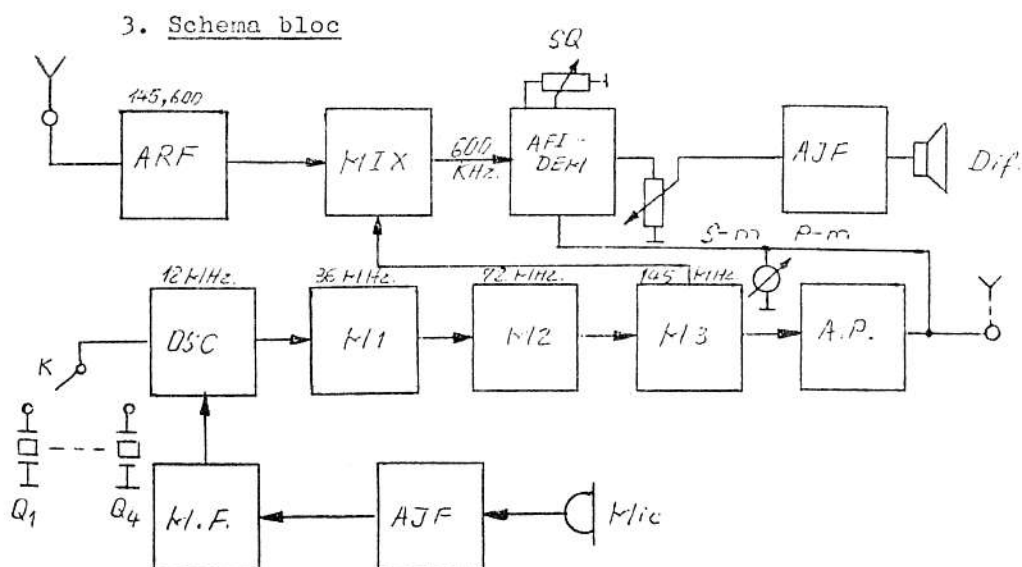 3. Schema bloc
SQ
145,600
ARF
MIX
600
KHz.
AFI-
DEM
AJF
Dif.
S-m P-m
12 MHz.
36 MHz.
72 MHz.
145 MHz.
K
OSC
M1
M2
M3
A.P.
Q1
Q4
M.F.
AJF
Mic